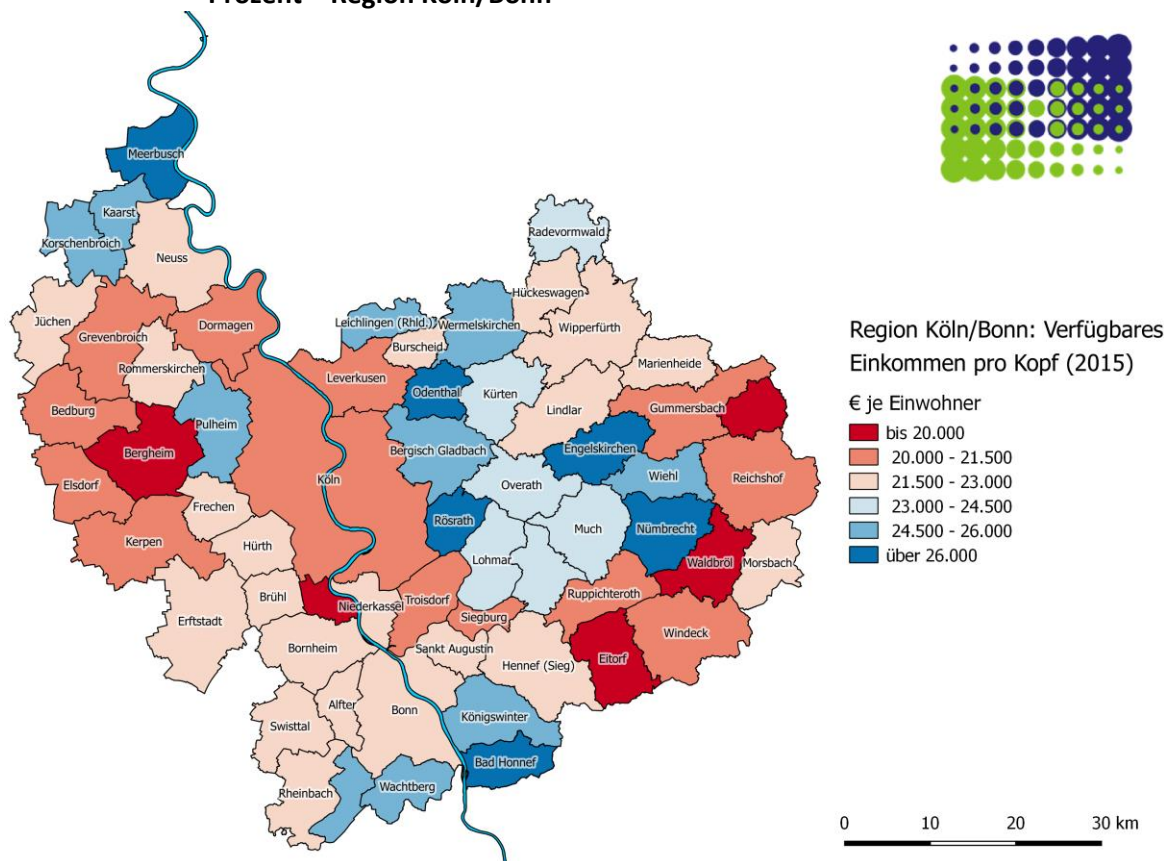 Prozent – Region Köln/Bonn
Meerbusch
Kaarst
Korschenbroich
Neuss
Radevormwald
Hückeswagen
Jüchen
Grevenbroich
Dormagen
Leichlingen (Rhld.)
Wermelskirchen
Wipperfürth
Burscheid
Rommerskirchen
Marienheide
Leverkusen
Odenthal
Kürten
Lindlar
Gummersbach
Bedburg
Pulheim
Bergheim
Bergisch Gladbach
Engelskirchen
Wiehl
Reichshof
Elsdorf
Köln
Overath
Frechen
Rösrath
Much
Nümbrecht
Kerpen
Hürth
Lohmar
Waldbröl
Morsbach
Brühl
Niederkassel
Troisdorf
Ruppichteroth
Erftstadt
Siegburg
Windeck
Bornheim
Sankt Augustin
Hennef (Sieg)
Eitorf
Alfter
Bonn
Königswinter
Swisttal
Bad Honnef
Rheinbach
Wachtberg
Region Köln/Bonn: Verfügbares
Einkommen pro Kopf (2015)
€ je Einwohner
bis 20.000
20.000 - 21.500
21.500 - 23.000
23.000 - 24.500
24.500 - 26.000
über 26.000
0 10 20 30 km